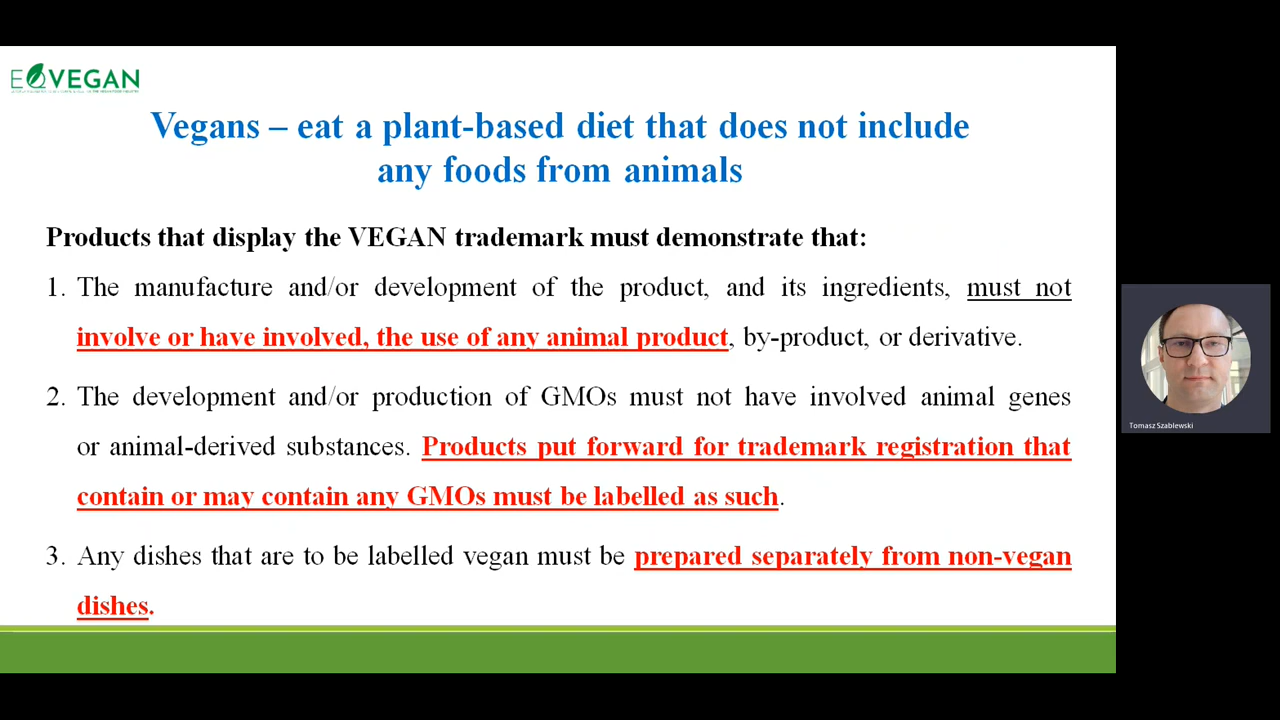 EQVEGAN
Vegans – eat a plant-based diet that does not include
any foods from animals
Products that display the VEGAN trademark must demonstrate that:
1. The manufacture and/or development of the product, and its ingredients, must not
involve or have involved, the use of any animal product, by-product, or derivative.
2. The development and/or production of GMOs must not have involved animal genes
or animal-derived substances. Products put forward for trademark registration that
contain or may contain any GMOs must be labelled as such.
3. Any dishes that are to be labelled vegan must be prepared separately from non-vegan
dishes.
Tomasz Szablewski